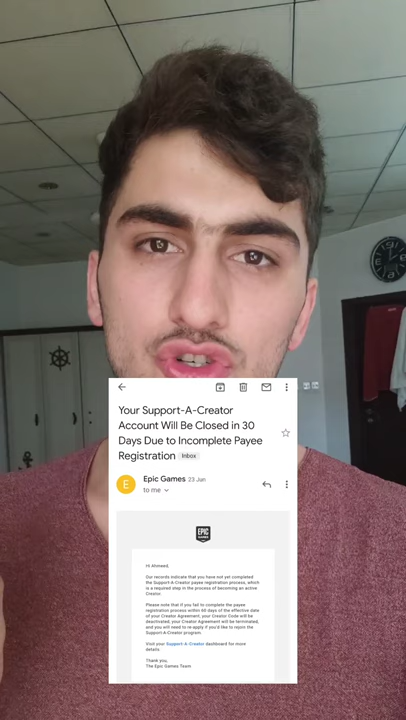 Your Support-A-Creator
Account Will Be Closed in 30
Days Due to Incomplete Payee
Registration Inbox
E
Epic Games 23 Jun
to me
EPIC
GAMES
Hi Ahmeed,
Our records indicate that you have not yet completed
the Support-A-Creator payee registration process, which
is a required step in the process of becoming an active
Creator.
Please note that if you fail to complete the payee
registration process within 60 days of the effective date
of your Creator Agreement, your Creator Code will be
deactivated, your Creator Agreement will be terminated,
and you will need to re-apply if you'd like to rejoin the
Support-A-Creator program.
Visit your Support-A-Creator dashboard for more
details.
Thank you,
The Epic Games Team